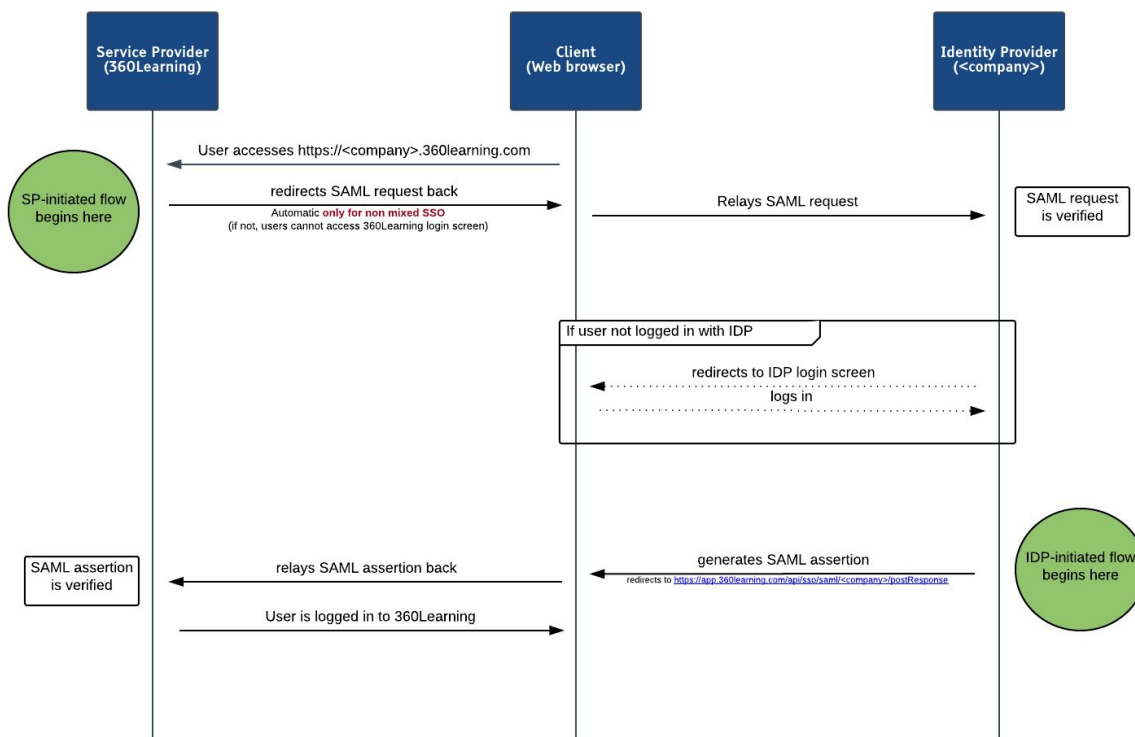 Service Provider
(360Learning)
Client
(Web browser)
Identity Provider
(<company>)
User accesses https://<company>.360learning.com
SP-initiated flow
begins here
redirects SAML request back
Automatic only for non mixed SSO
(if not, users cannot access 360Learning login screen)
Relays SAML request
SAML request
is verified
If user not logged in with IDP
redirects to IDP login screen
logs in
generates SAML assertion
redirects to https://app.360learning.com/api/sso/saml/<company>/postResponse
IDP-initiated flow
begins here
relays SAML assertion back
SAML assertion
is verified
User is logged in to 360Learning